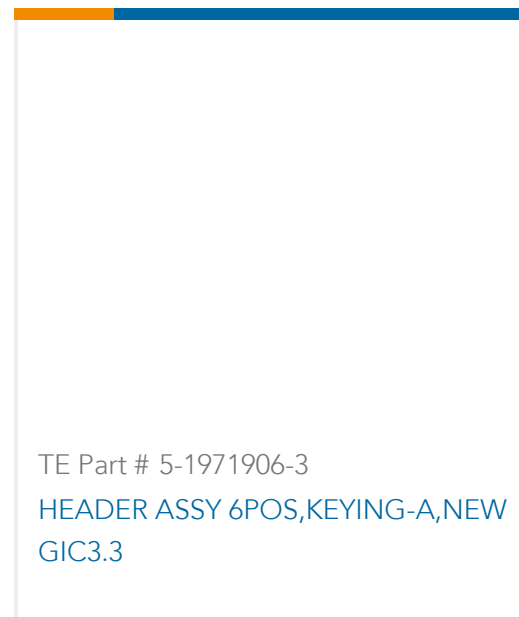 TE Part # 5-1971906-3
HEADER ASSY 6POS,KEYING-A,NEW
GIC3.3